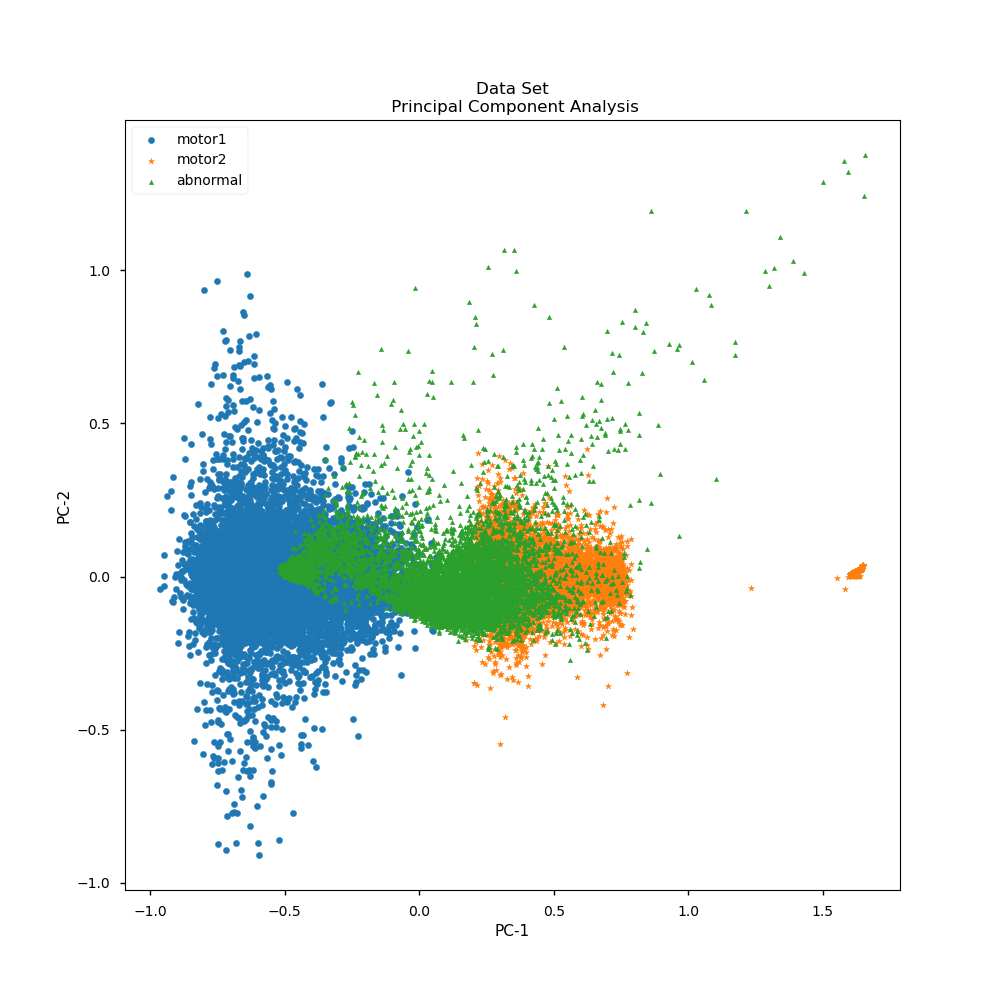 Data Set
Principal Component Analysis
motor1
motor2
abnormal
1.0
0.5
0.0
−0.5
−1.0
PC-2
−1.0 −0.5 0.0 0.5 1.0 1.5
PC-1